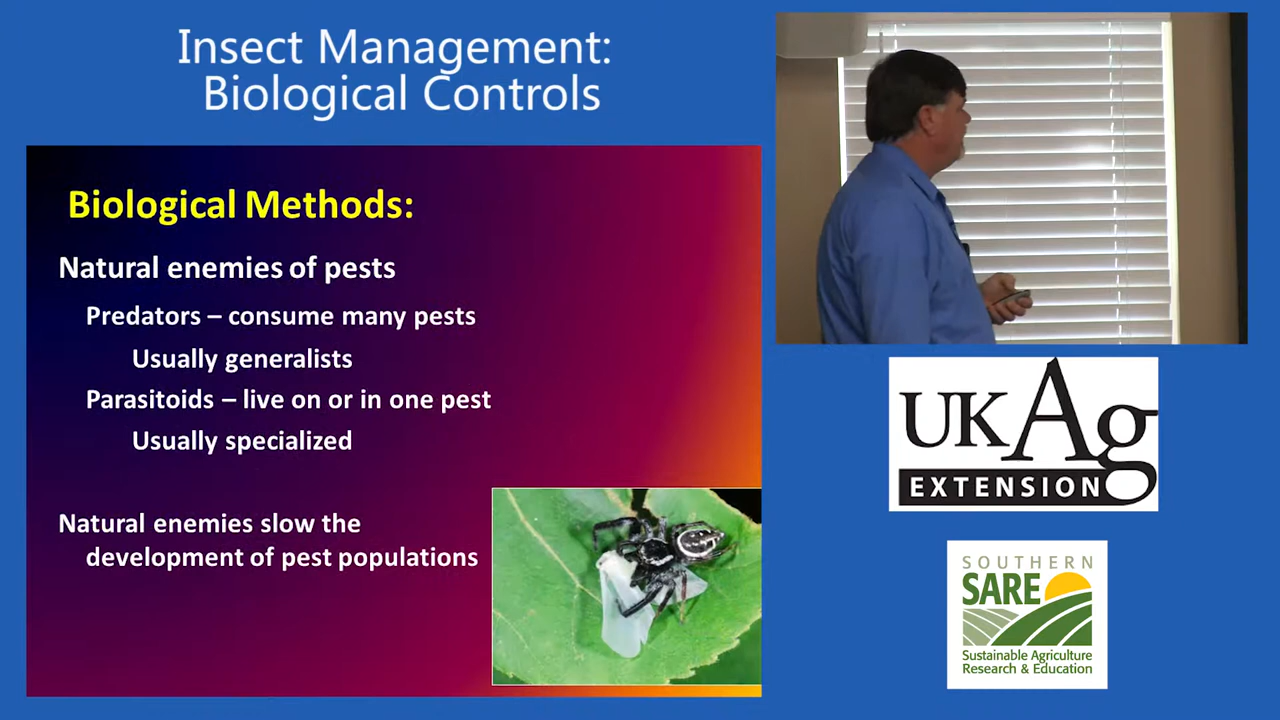 Insect Management:
Biological Controls
Biological Methods:
Natural enemies of pests
Predators – consume many pests
Usually generalists
Parasitoids – live on or in one pest
Usually specialized
Natural enemies slow the
development of pest populations
UKAg
EXTENSION
SOUTHERN
SARE
Sustainable Agriculture
Research & Education